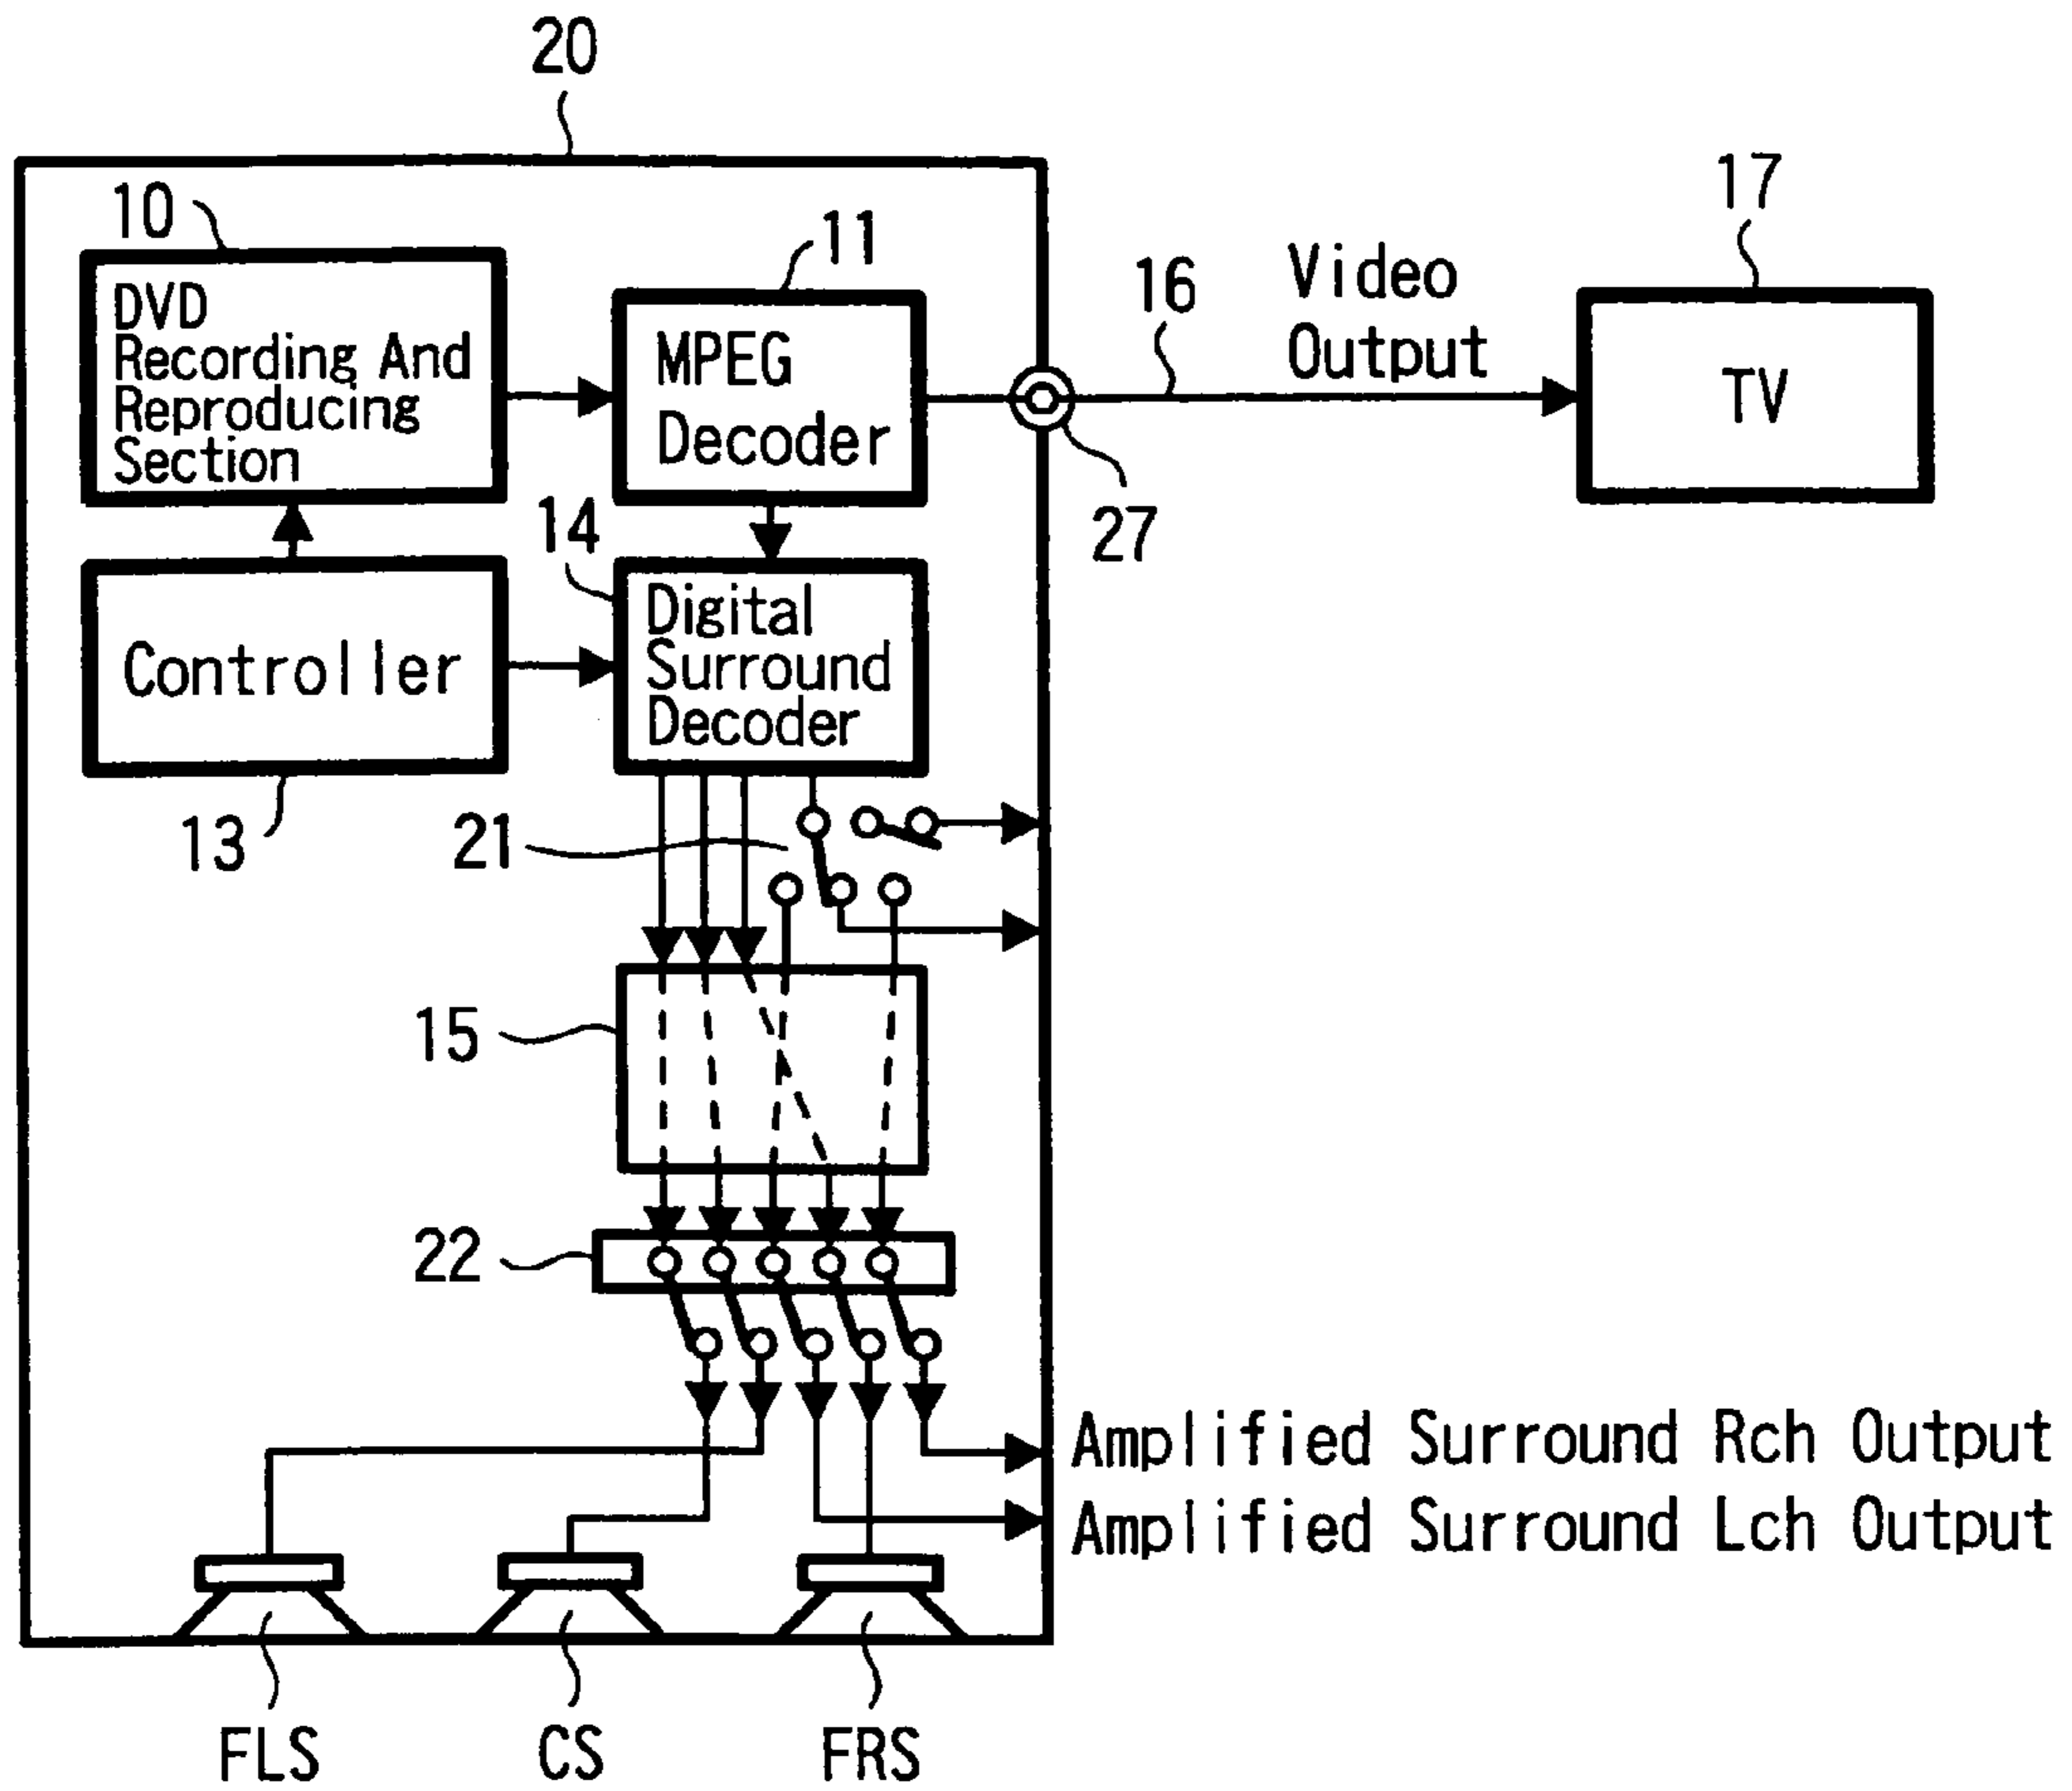 20
10
11
17
16
Video
Output
DVD
Recording And
Reproducing
Section
MPEG
Decoder
TV
27
14
Controller
Digital
Surround
Decoder
13
21
15
22
Amplified Surround Rch Output
Amplified Surround Lch Output
FLS
CS
FRS